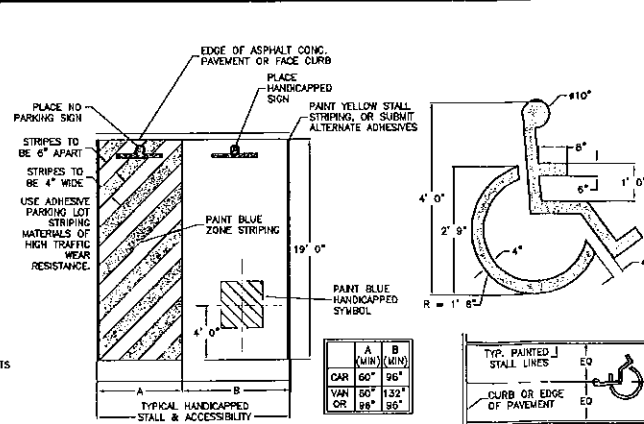 EDGE OF ASPHALT CONC.
PAVEMENT OR FACE CURB
PLACE
HANDICAPPED
SIGN
PLACE NO
PARKING SIGN
PAINT YELLOW STALL
STRIPING, OR SUBMIT
ALTERNATE ADHESIVES
STRIPES TO
BE 6" APART
STRIPES TO
BE 4" WIDE
USE ADHESIVE
PARKING LOT
STRIPING
MATERIALS OF
HIGH TRAFFIC
WEAR
RESISTANCE.
PAINT BLUE
ZONE STRIPING
19' 0"
PAINT BLUE
HANDICAPPED
SYMBOL
4' 0"
A
B
TYPICAL HANDICAPPED
STALL & ACCESSIBILITY
A B
(MIN) (MIN)
CAR 60" 96"
VAN 60" 132"
OR 96" 96"
ø10"
8"
6"
1' 6"
4' 0"
2' 9"
4"
R = 1' 6"
TYP. PAINTED
STALL LINES
EQ
CURB OR EDGE
OF PAVEMENT
EQ
TS